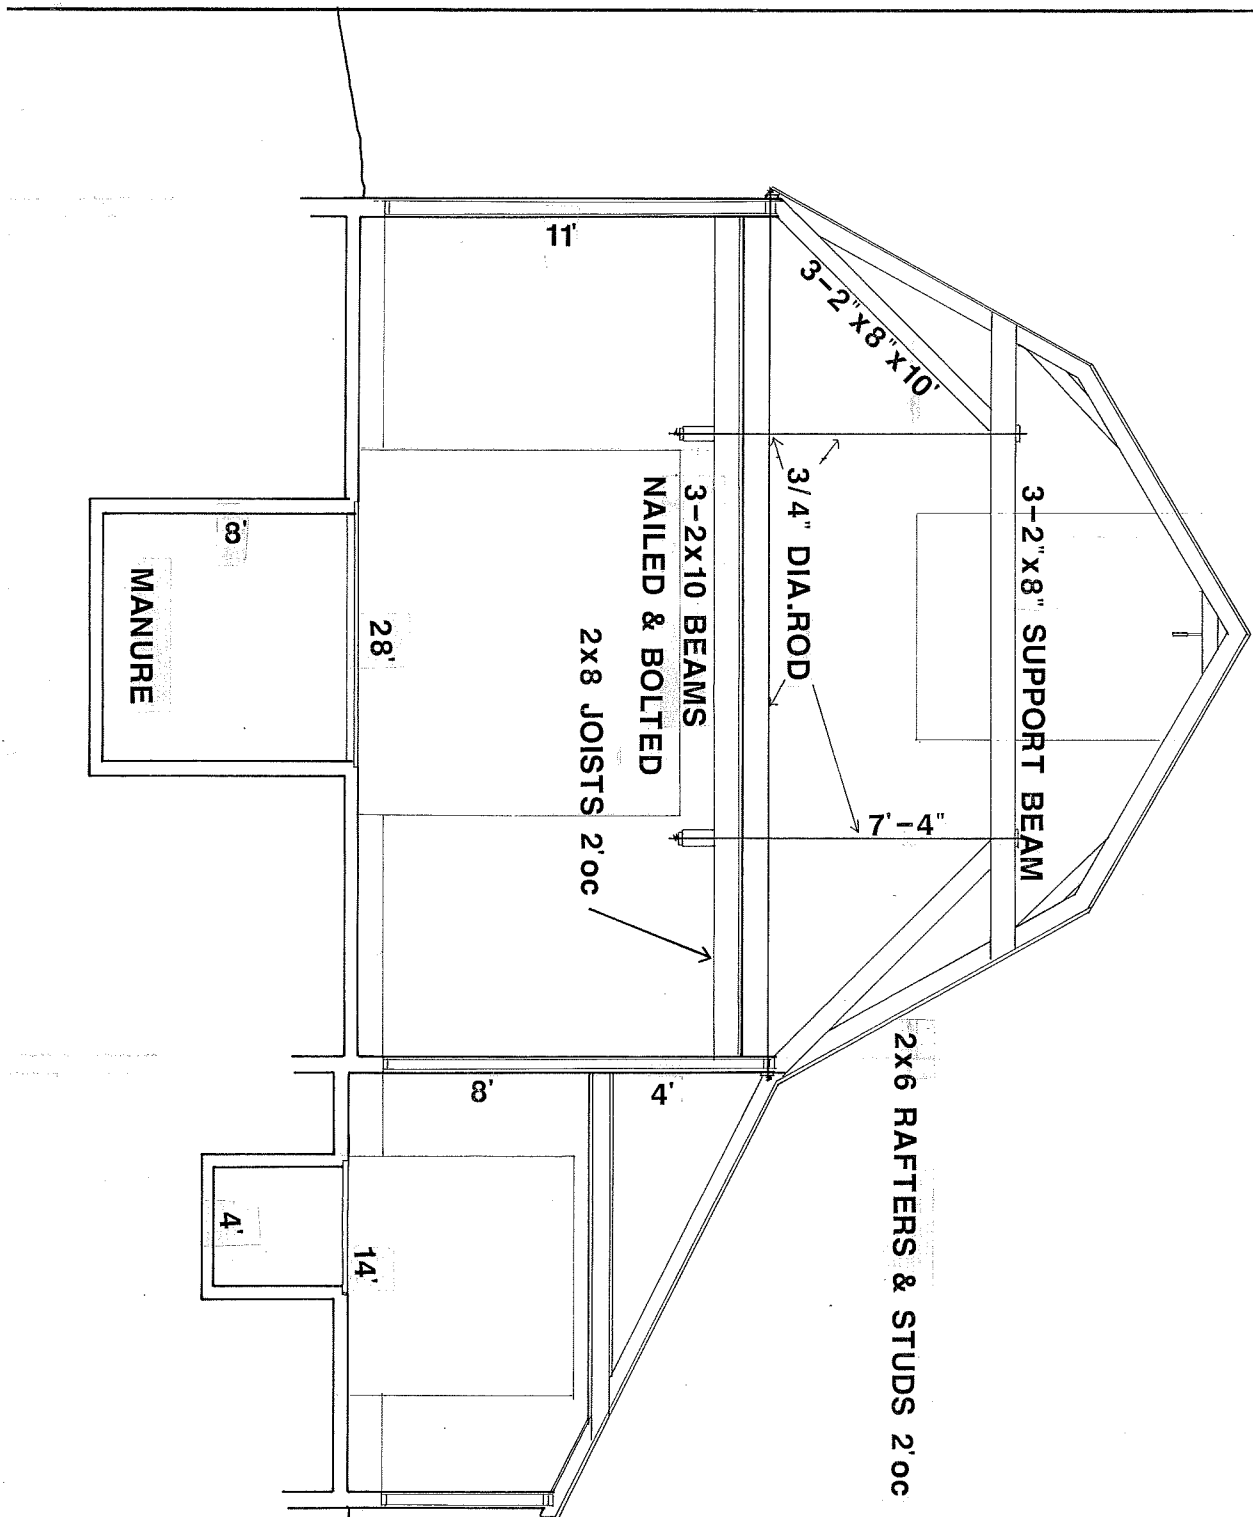 2x6 RAFTERS & STUDS 2'oc
3-2"x8" SUPPORT BEAM
7'-4"
3-2"x8"x10'
3/4" DIA.ROD
3-2x10 BEAMS
NAILED & BOLTED
2x8 JOISTS 2'oc
11'
4'
8'
28'
14'
8'
4'
MANURE